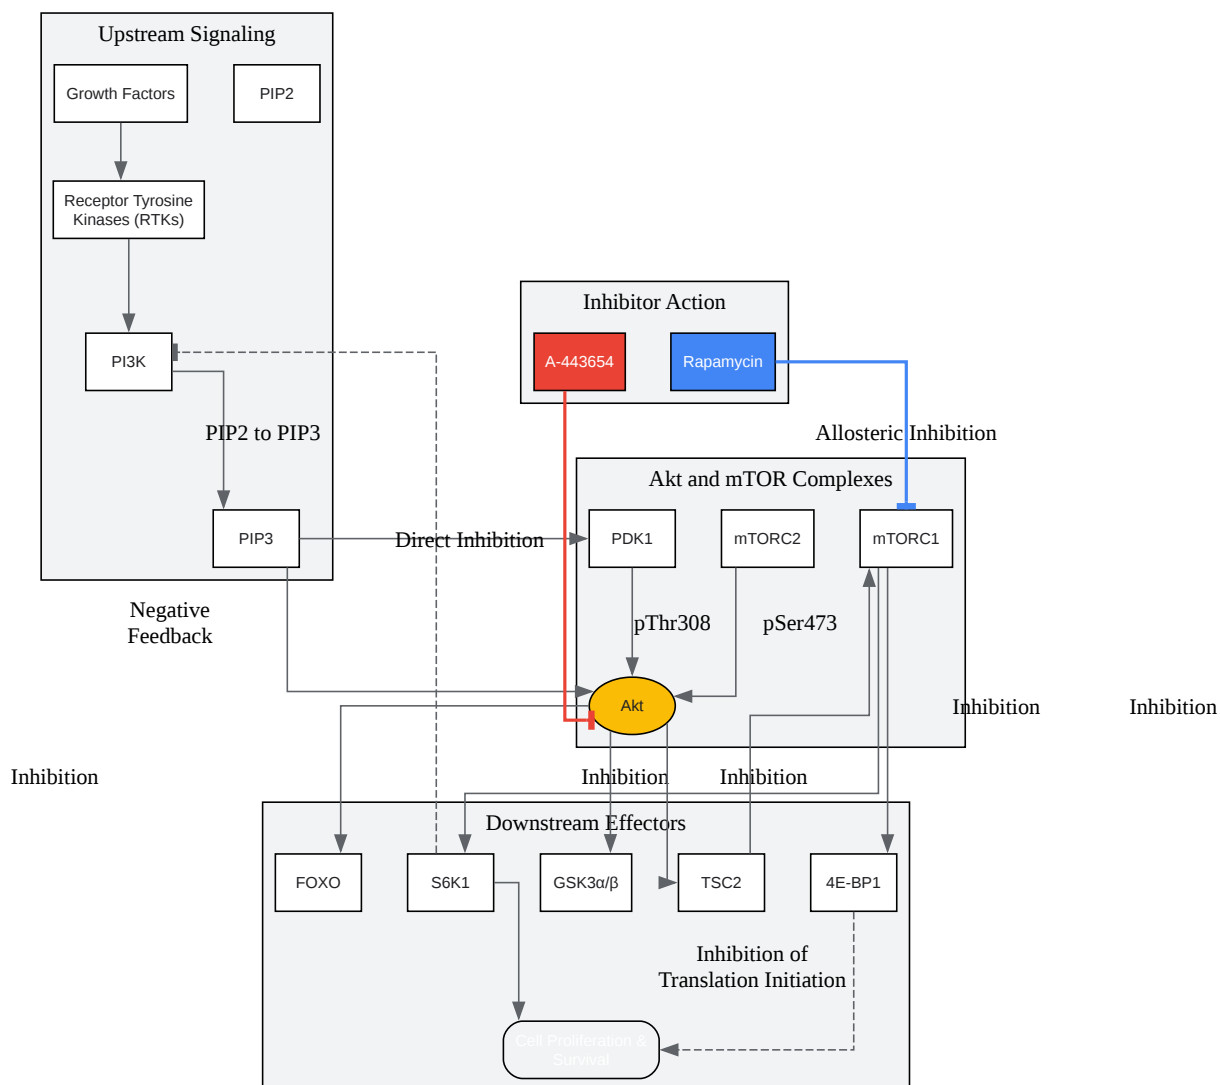 Upstream Signaling
Growth Factors
PIP2
Receptor Tyrosine
Kinases (RTKs)
Inhibitor Action
PI3K
A-443654
Rapamycin
PIP2 to PIP3
Allosteric Inhibition
Akt and mTOR Complexes
PIP3
Direct Inhibition
PDK1
mTORC2
mTORC1
Negative
Feedback
pThr308
pSer473
Akt
Inhibition
Inhibition
Inhibition
Inhibition
Inhibition
Downstream Effectors
FOXO
S6K1
GSK3α/β
TSC2
4E-BP1
Inhibition of
Translation Initiation
Cell Proliferation &
Survival